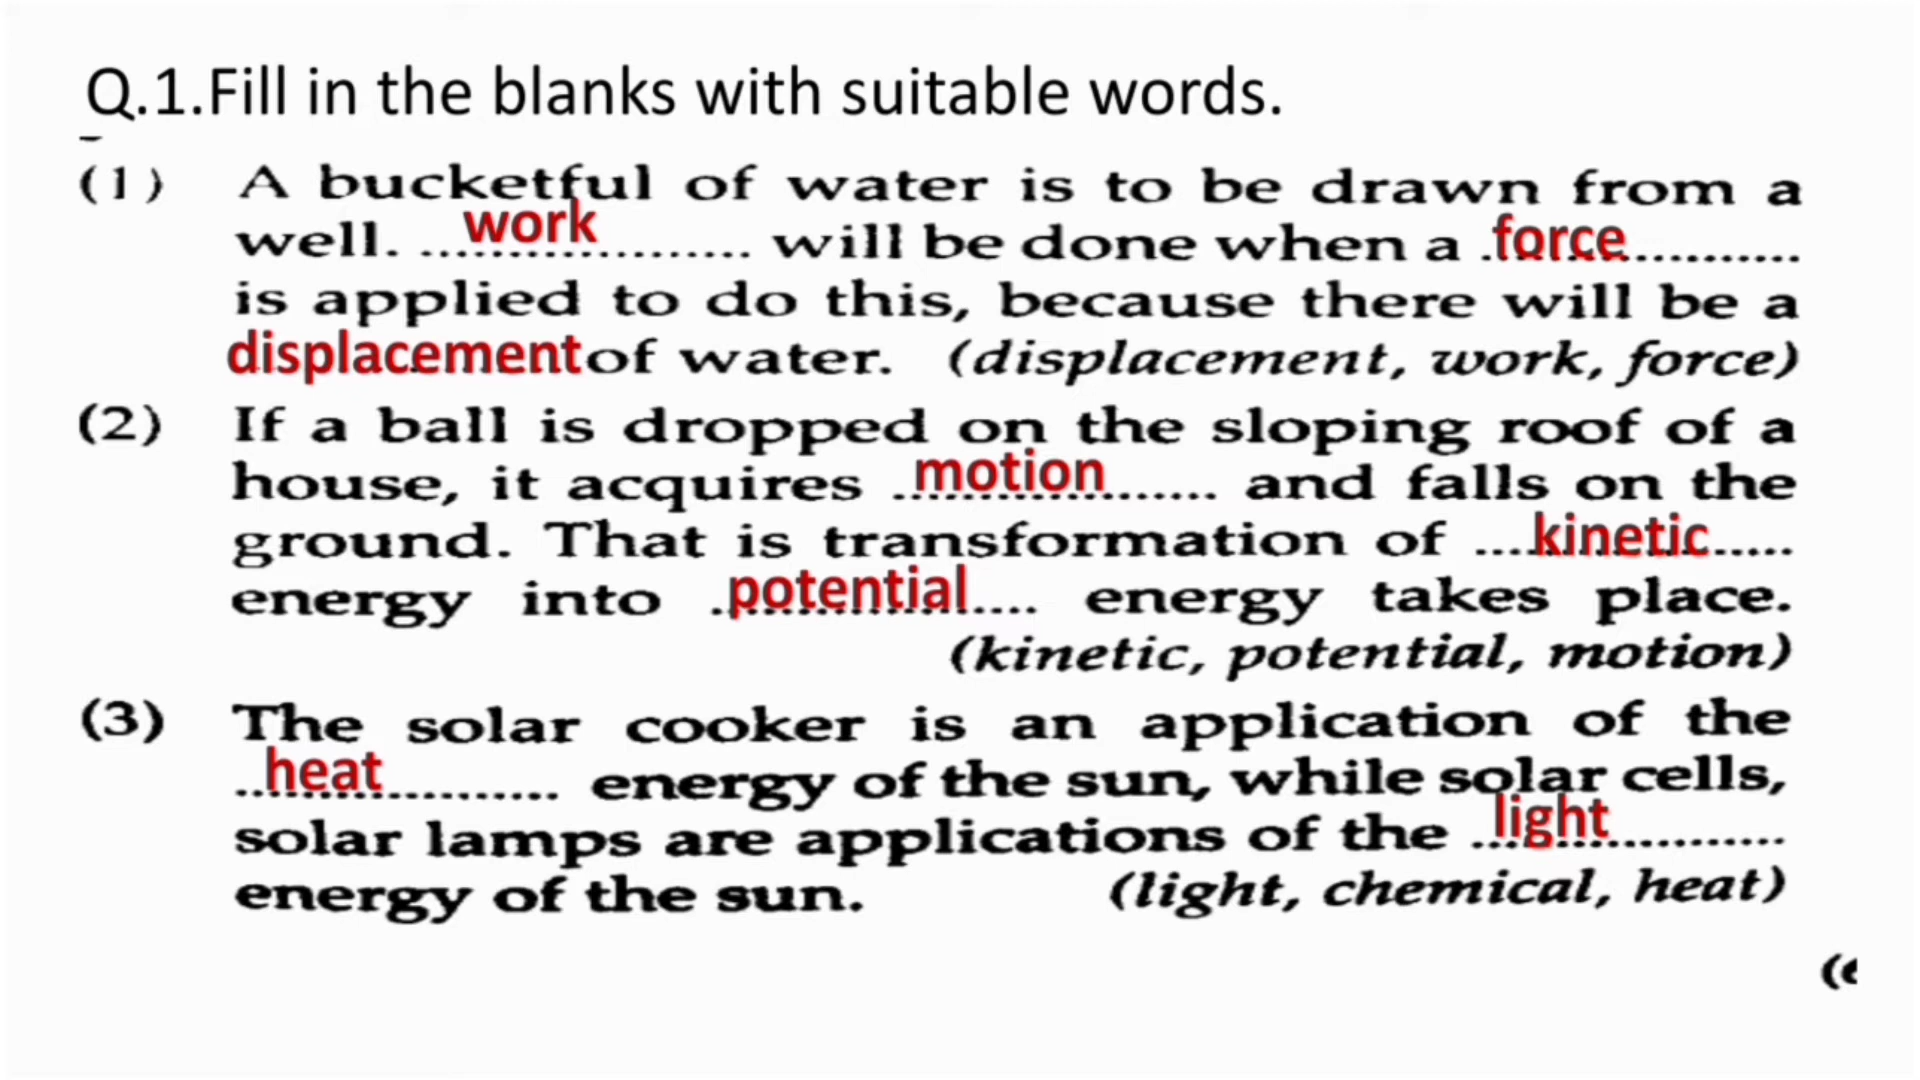 Q.1.Fill in the blanks with suitable words.
(1) A bucketful of water is to be drawn from a
well. work will be done when a force
is applied to do this, because there will be a
displacement of water. (displacement, work, force)
(2) If a ball is dropped on the sloping roof of a
house, it acquires motion and falls on the
ground. That is transformation of kinetic
energy into potential energy takes place.
(kinetic, potential, motion)
(3) The solar cooker is an application of the
heat energy of the sun, while solar cells,
solar lamps are applications of the light
energy of the sun. (light, chemical, heat)